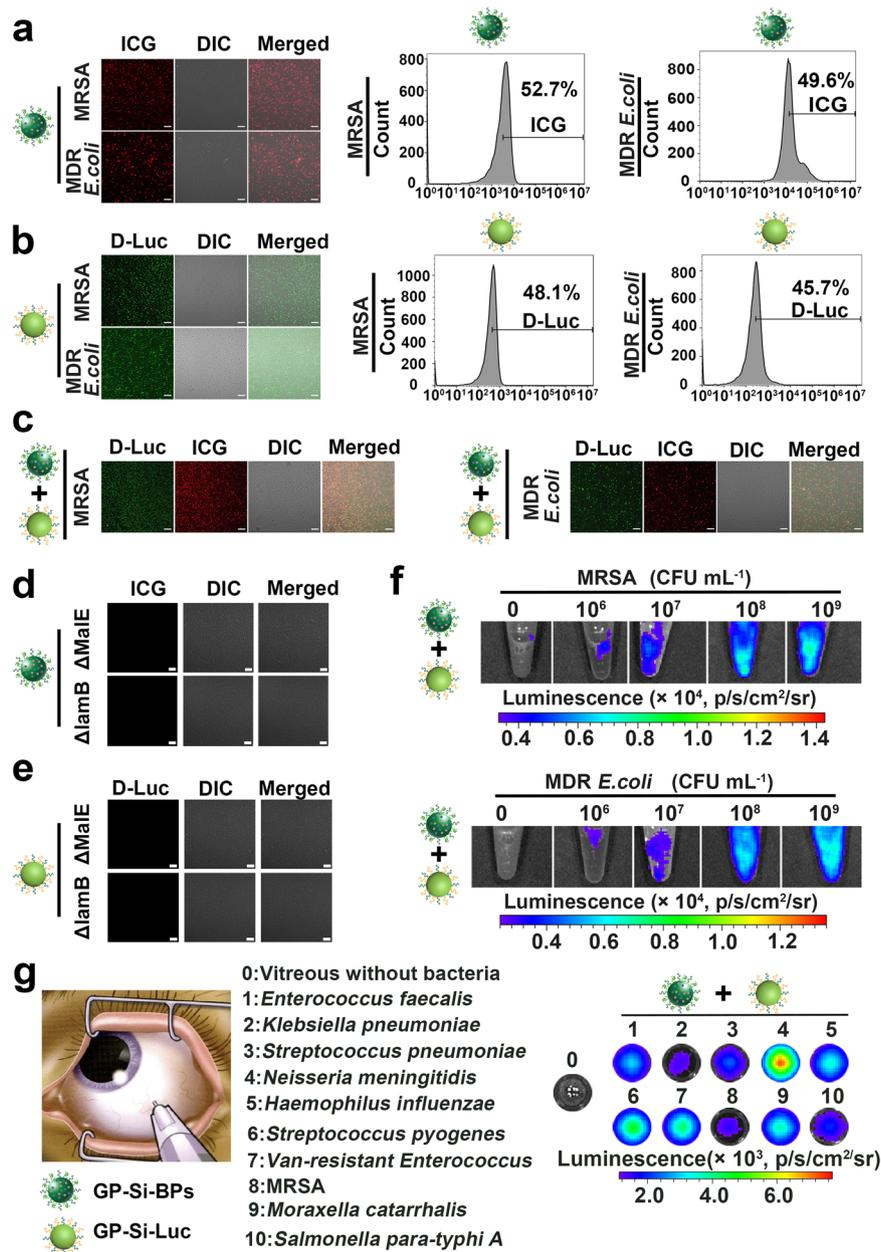 a
ICG DIC Merged
MRSA
MDR E.coli
MRSA
Count
800
600
400
200
0
52.7%
ICG
10⁰10¹10²10³10⁴10⁵10⁶10⁷
MDR E.coli
Count
800
600
400
200
0
49.6%
ICG
10⁰10¹10²10³10⁴10⁵10⁶10⁷
b
D-Luc DIC Merged
MRSA
MDR E.coli
MRSA
Count
1000
800
600
400
200
0
48.1%
D-Luc
10⁰10¹10²10³10⁴10⁵10⁶10⁷
MDR E.coli
Count
800
600
400
200
0
45.7%
D-Luc
10⁰10¹10²10³10⁴10⁵10⁶10⁷
c
+
MRSA
D-Luc ICG DIC Merged
+
MDR E.coli
D-Luc ICG DIC Merged
d
ICG DIC Merged
ΔMalE
ΔlamB
e
D-Luc DIC Merged
ΔMalE
ΔlamB
f
MRSA (CFU mL⁻¹)
0 10⁶ 10⁷ 10⁸ 10⁹
+
Luminescence (× 10⁴, p/s/cm²/sr)
0.4 0.6 0.8 1.0 1.2 1.4
MDR E.coli (CFU mL⁻¹)
0 10⁶ 10⁷ 10⁸ 10⁹
+
Luminescence (× 10⁴, p/s/cm²/sr)
0.4 0.6 0.8 1.0 1.2
g
GP-Si-BPs
GP-Si-Luc
0:Vitreous without bacteria
1:Enterococcus faecalis
2:Klebsiella pneumoniae
3:Streptococcus pneumoniae
4:Neisseria meningitidis
5:Haemophilus influenzae
6:Streptococcus pyogenes
7:Van-resistant Enterococcus
8:MRSA
9:Moraxella catarrhalis
10:Salmonella para-typhi A
+
0
1 2 3 4 5
6 7 8 9 10
Luminescence(× 10³, p/s/cm²/sr)
2.0 4.0 6.0